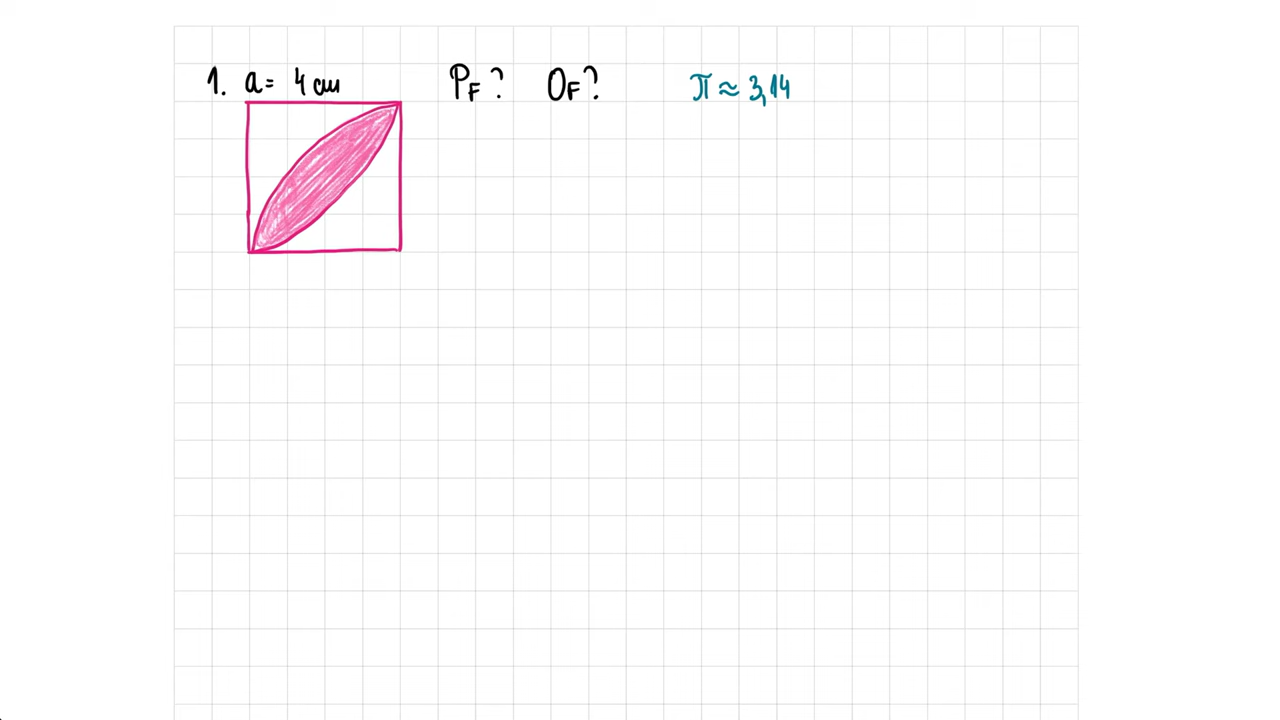 1. a = 4 cm P_F? O_F? π ≈ 3,14